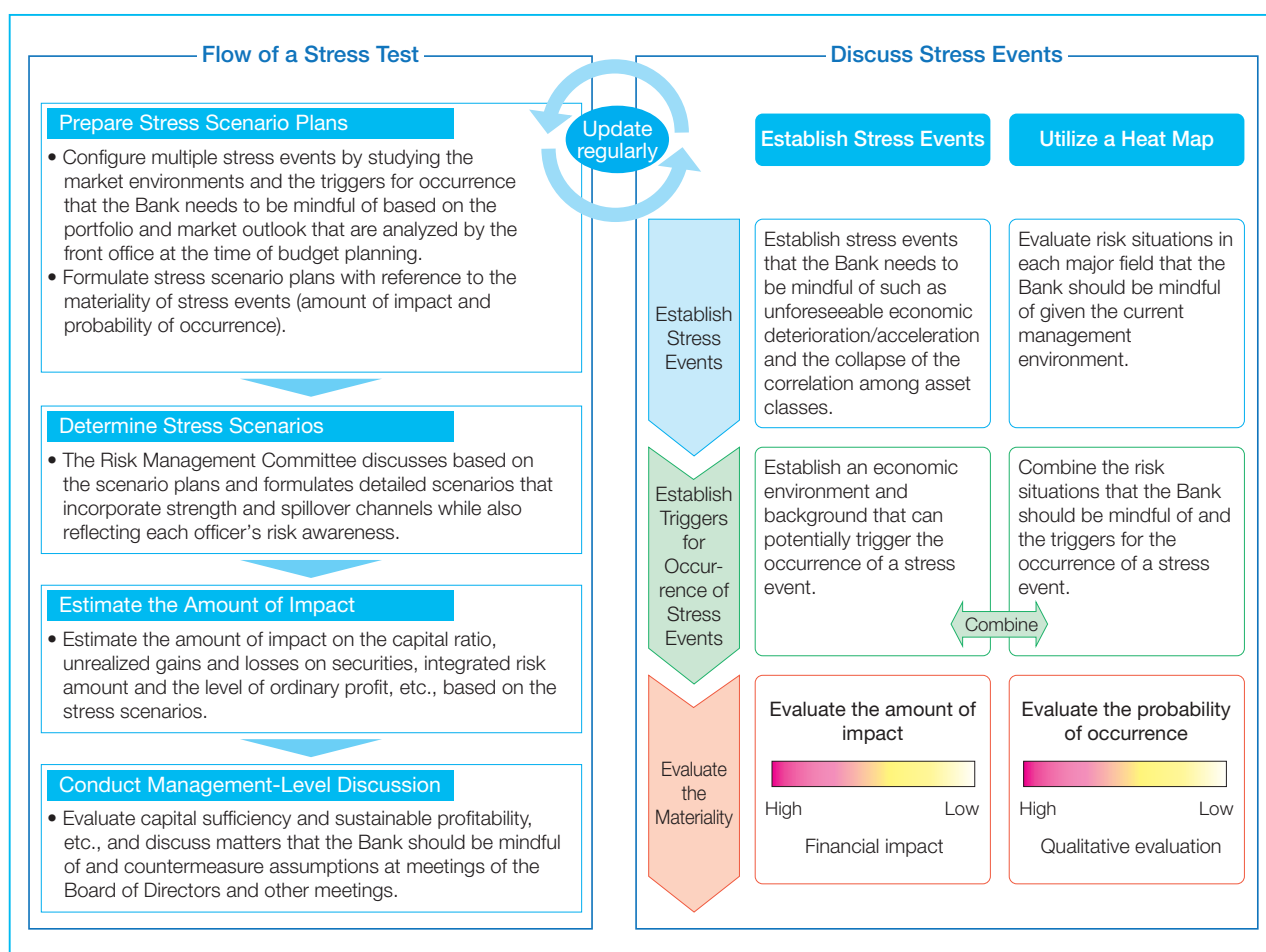 Flow of a Stress Test
Prepare Stress Scenario Plans
• Configure multiple stress events by studying the
market environments and the triggers for occurrence
that the Bank needs to be mindful of based on the
portfolio and market outlook that are analyzed by the
front office at the time of budget planning.
• Formulate stress scenario plans with reference to the
materiality of stress events (amount of impact and
probability of occurrence).
Determine Stress Scenarios
• The Risk Management Committee discusses based on
the scenario plans and formulates detailed scenarios that
incorporate strength and spillover channels while also
reflecting each officer's risk awareness.
Estimate the Amount of Impact
• Estimate the amount of impact on the capital ratio,
unrealized gains and losses on securities, integrated risk
amount and the level of ordinary profit, etc., based on the
stress scenarios.
Conduct Management-Level Discussion
• Evaluate capital sufficiency and sustainable profitability,
etc., and discuss matters that the Bank should be mindful
of and countermeasure assumptions at meetings of the
Board of Directors and other meetings.
Update
regularly
Discuss Stress Events
Establish Stress Events
Utilize a Heat Map
Establish
Stress
Events
Establish stress events
that the Bank needs to
be mindful of such as
unforeseeable economic
deterioration/acceleration
and the collapse of the
correlation among asset
classes.
Evaluate risk situations in
each major field that the
Bank should be mindful
of given the current
management
environment.
Establish
Triggers
for
Occur-
rence of
Stress
Events
Establish an economic
environment and
background that can
potentially trigger the
occurrence of a stress
event.
Combine the risk
situations that the Bank
should be mindful of and
the triggers for the
occurrence of a stress
event.
Combine
Evaluate
the
Materiality
Evaluate the amount of
impact
High Low
Financial impact
Evaluate the probability
of occurrence
High Low
Qualitative evaluation